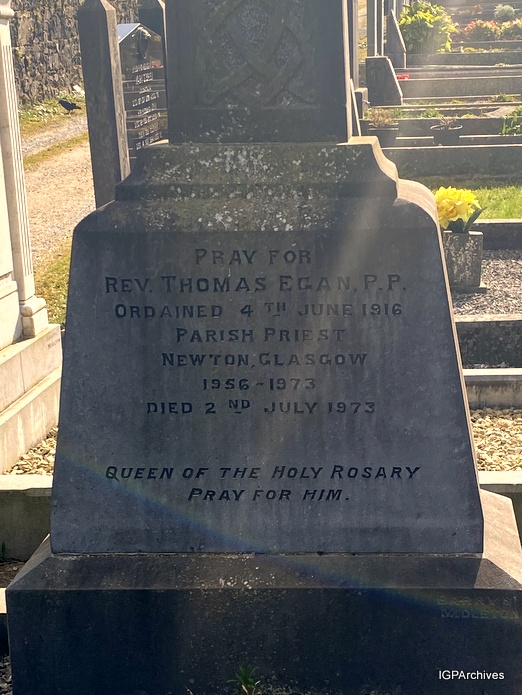 PRAY FOR
REV. THOMAS EGAN, P.P.
ORDAINED 4TH JUNE 1916
PARISH PRIEST
NEWTON, GLASGOW
1956-1973
DIED 2ND JULY 1973
QUEEN OF THE HOLY ROSARY
PRAY FOR HIM.
IGPArchives